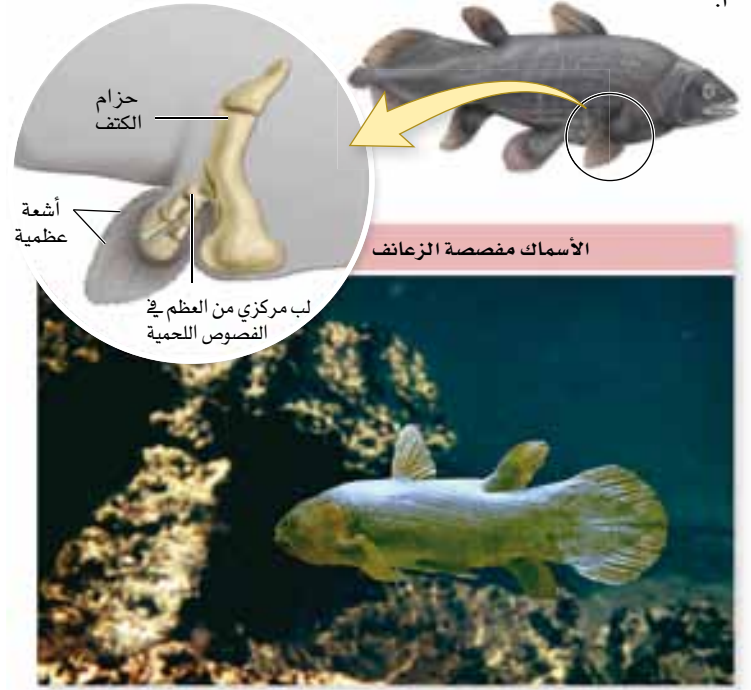 أ.
حزام
الكتف
أشعة
عظمية
لب مركزي من العظم في
الفصوص اللحمية
الأسماك مفصصة الزعانف